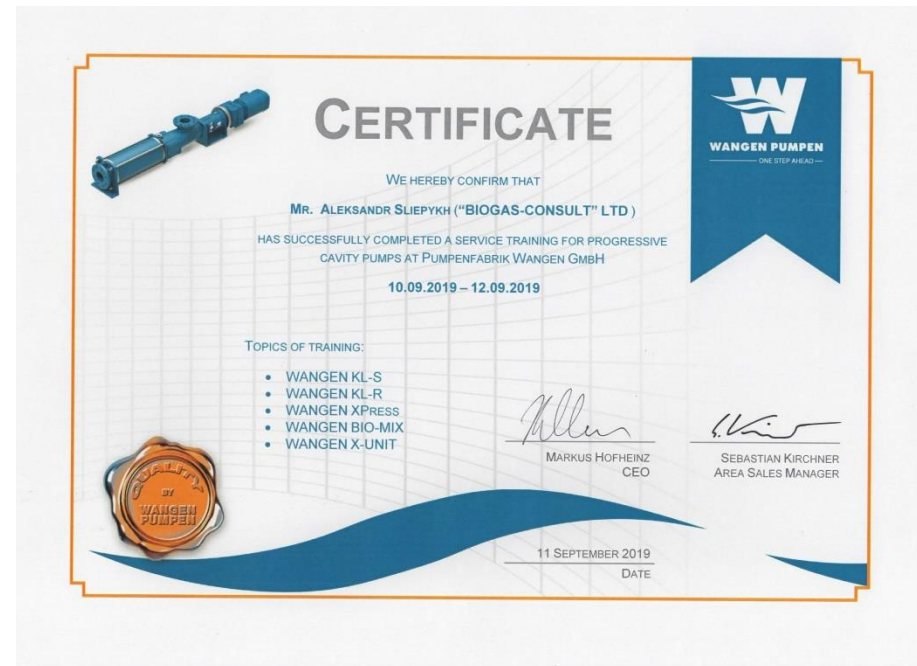 CERTIFICATE
WE HEREBY CONFIRM THAT
MR. ALEKSANDR SLIEPYKH ("BIOGAS-CONSULT" LTD )
HAS SUCCESSFULLY COMPLETED A SERVICE TRAINING FOR PROGRESSIVE
CAVITY PUMPS AT PUMPENFABRIK WANGEN GMBH
10.09.2019 – 12.09.2019
W
WANGEN PUMPEN
ONE STEP AHEAD
TOPICS OF TRAINING:
• WANGEN KL-S
• WANGEN KL-R
• WANGEN XPRESS
• WANGEN BIO-MIX
• WANGEN X-UNIT
MARKUS HOFHEINZ
CEO
SEBASTIAN KIRCHNER
AREA SALES MANAGER
QUALITY
BY
WANGEN
PUMPEN
11 SEPTEMBER 2019
DATE